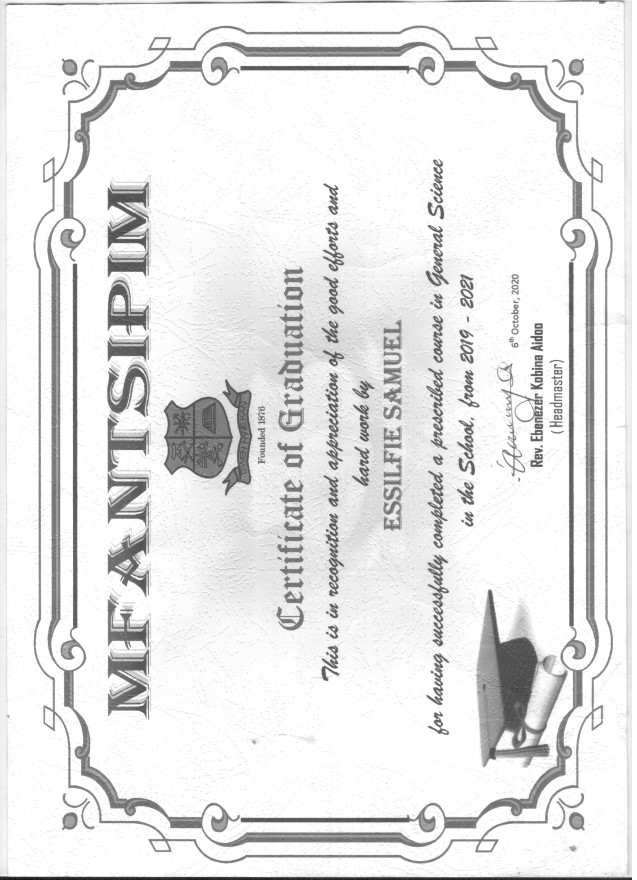 MFANTSIPIM
Founded 1876
Certificate of Graduation
This is in recognition and appreciation of the good efforts and
hard work by
ESSILFIE SAMUEL
for having successfully completed a prescribed course in General Science
in the School, from 2019 - 2021
6th October, 2020
Rev. Ebenezer Kobina Aidoo
(Headmaster)